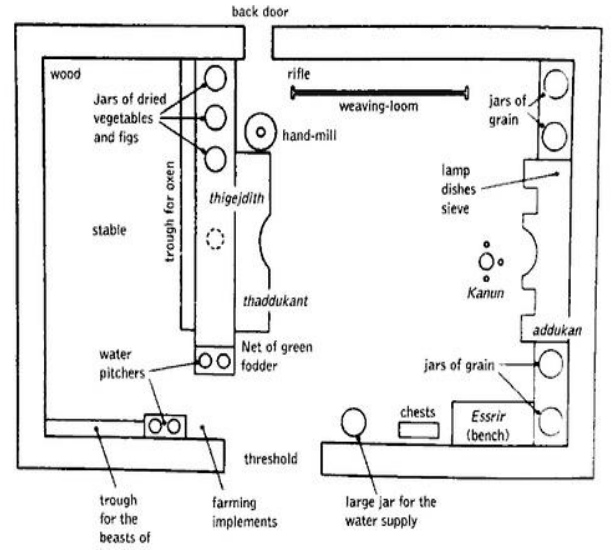 back door
wood
rifle
weaving-loom
Jars of dried
vegetables
and figs
hand-mill
jars of
grain
lamp
dishes
sieve
trough for oxen
thigejdith
stable
Kanun
thaddukant
addukan
water
pitchers
Net of green
fodder
jars of grain
chests
Essrir
(bench)
threshold
trough
for the
beasts of
farming
implements
large jar for the
water supply